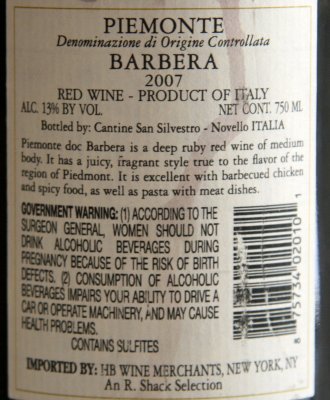 PIEMONTE
Denominazione di Origine Controllata
BARBERA
2007
RED WINE - PRODUCT OF ITALY
ALC. 13% BY VOL. NET CONT. 750 ML
Bottled by: Cantine San Silvestro - Novello ITALIA
Piemonte doc Barbera is a deep ruby red wine of medium
body. It has a juicy, fragrant style true to the flavor of the
region of Piedmont. It is excellent with barbecued chicken
and spicy food, as well as pasta with meat dishes.
GOVERNMENT WARNING: (1) ACCORDING TO THE
SURGEON GENERAL, WOMEN SHOULD NOT
DRINK ALCOHOLIC BEVERAGES DURING
PREGNANCY BECAUSE OF THE RISK OF BIRTH
DEFECTS. (2) CONSUMPTION OF ALCOHOLIC
BEVERAGES IMPAIRS YOUR ABILITY TO DRIVE A
CAR OR OPERATE MACHINERY, AND MAY CAUSE
HEALTH PROBLEMS.
CONTAINS SULFITES
8 75734 02010 1
IMPORTED BY: HB WINE MERCHANTS, NEW YORK, NY
An R. Shack Selection